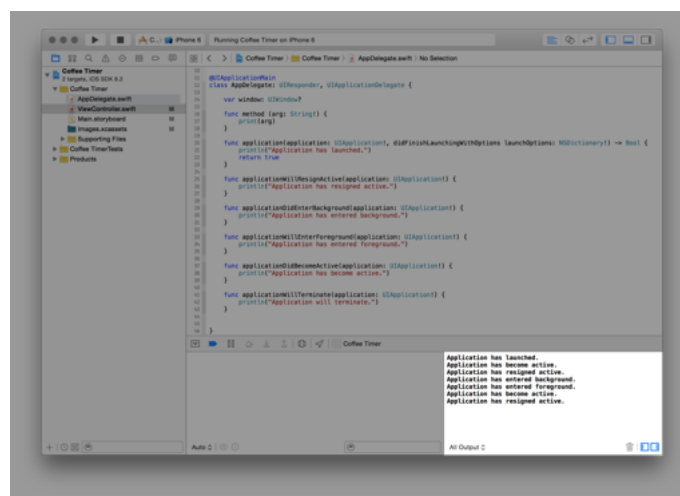 A C...) iPhone 6
Running Coffee Timer on iPhone 6
Coffee Timer
2 targets, iOS SDK 8.2
Coffee Timer
AppDelegate.swift
ViewController.swift M
Main.storyboard M
Images.xcassets M
Supporting Files
Coffee TimerTests
Products
Coffee Timer Coffee Timer AppDelegate.swift No Selection
@UIApplicationMain
class AppDelegate: UIResponder, UIApplicationDelegate {
var window: UIWindow?
func method (arg: String!) {
print(arg)
}
func application(application: UIApplication!, didFinishLaunchingWithOptions launchOptions: NSDictionary!) -> Bool {
println("Application has launched.")
return true
}
func applicationWillResignActive(application: UIApplication!) {
println("Application has resigned active.")
}
func applicationDidEnterBackground(application: UIApplication!) {
println("Application has entered background.")
}
func applicationWillEnterForeground(application: UIApplication!) {
println("Application has entered foreground.")
}
func applicationDidBecomeActive(application: UIApplication!) {
println("Application has become active.")
}
func applicationWillTerminate(application: UIApplication!) {
println("Application will terminate.")
}
}
Coffee Timer
Application has launched.
Application has become active.
Application has resigned active.
Application has entered background.
Application has entered foreground.
Application has become active.
Application has resigned active.
Auto
All Output